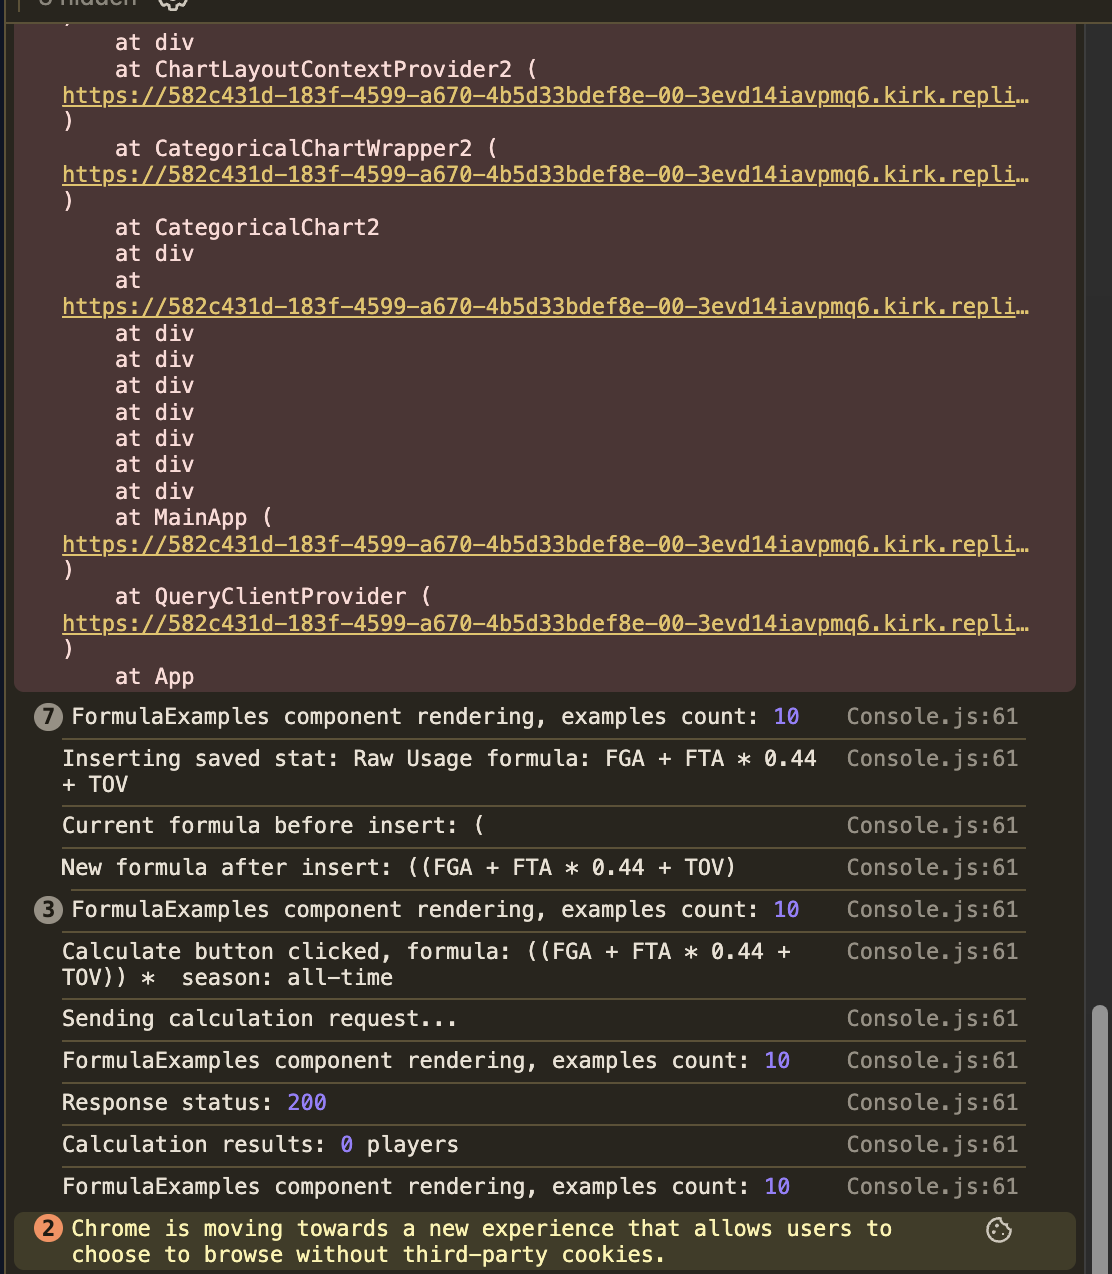 at div
at ChartLayoutContextProvider2 (
https://582c431d-183f-4599-a670-4b5d33bdef8e-00-3evd14iavpmq6.kirk.repli…
)
at CategoricalChartWrapper2 (
https://582c431d-183f-4599-a670-4b5d33bdef8e-00-3evd14iavpmq6.kirk.repli…
)
at CategoricalChart2
at div
at
https://582c431d-183f-4599-a670-4b5d33bdef8e-00-3evd14iavpmq6.kirk.repli…
at div
at div
at div
at div
at div
at div
at div
at MainApp (
https://582c431d-183f-4599-a670-4b5d33bdef8e-00-3evd14iavpmq6.kirk.repli…
)
at QueryClientProvider (
https://582c431d-183f-4599-a670-4b5d33bdef8e-00-3evd14iavpmq6.kirk.repli…
)
at App
7 FormulaExamples component rendering, examples count: 10 Console.js:61
Inserting saved stat: Raw Usage formula: FGA + FTA * 0.44 Console.js:61
+ TOV
Current formula before insert: ( Console.js:61
New formula after insert: ((FGA + FTA * 0.44 + TOV) Console.js:61
3 FormulaExamples component rendering, examples count: 10 Console.js:61
Calculate button clicked, formula: ((FGA + FTA * 0.44 + Console.js:61
TOV)) *  season: all-time
Sending calculation request... Console.js:61
FormulaExamples component rendering, examples count: 10 Console.js:61
Response status: 200 Console.js:61
Calculation results: 0 players Console.js:61
FormulaExamples component rendering, examples count: 10 Console.js:61
2 Chrome is moving towards a new experience that allows users to
choose to browse without third-party cookies.